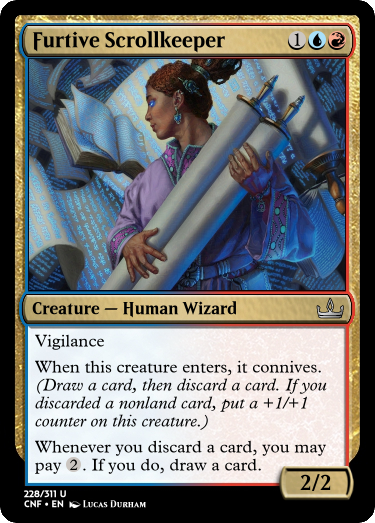 Furtive Scrollkeeper 1
Creature — Human Wizard
Vigilance
When this creature enters, it connives.
(Draw a card, then discard a card. If you
discarded a nonland card, put a +1/+1
counter on this creature.)
Whenever you discard a card, you may
pay 2. If you do, draw a card.
2/2
228/311 U
CNF • EN Lucas Durham